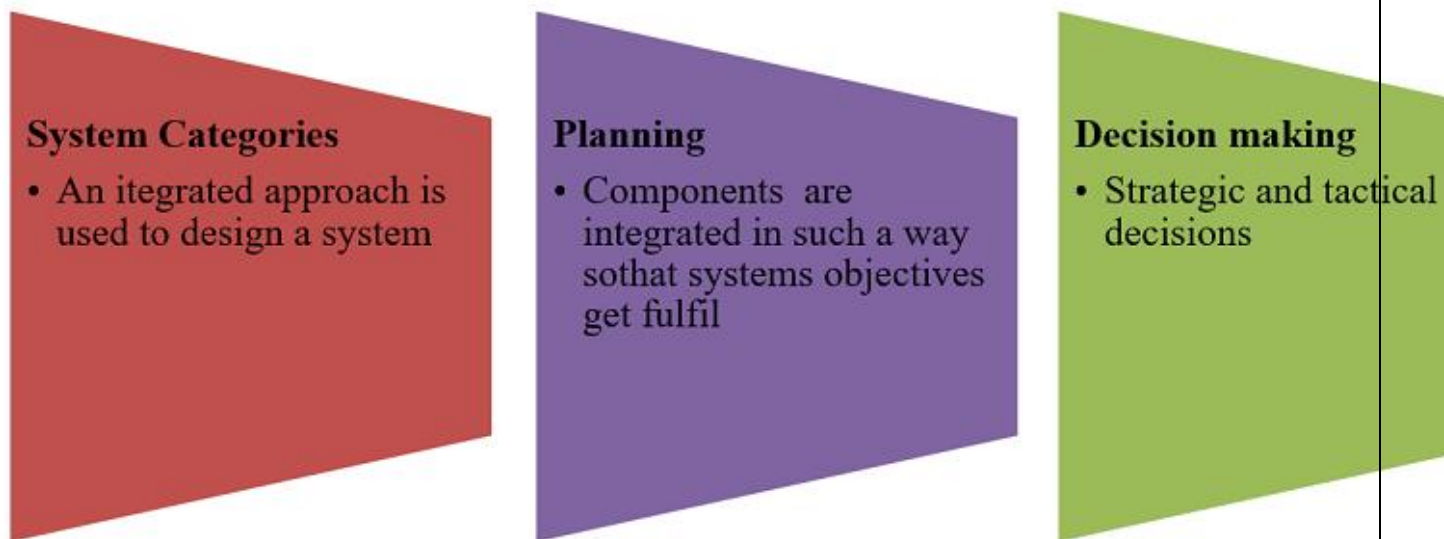 System Categories
• An itegrated approach is
used to design a system
Planning
• Components are
integrated in such a way
sothat systems objectives
get fulfil
Decision making
• Strategic and tactical
decisions